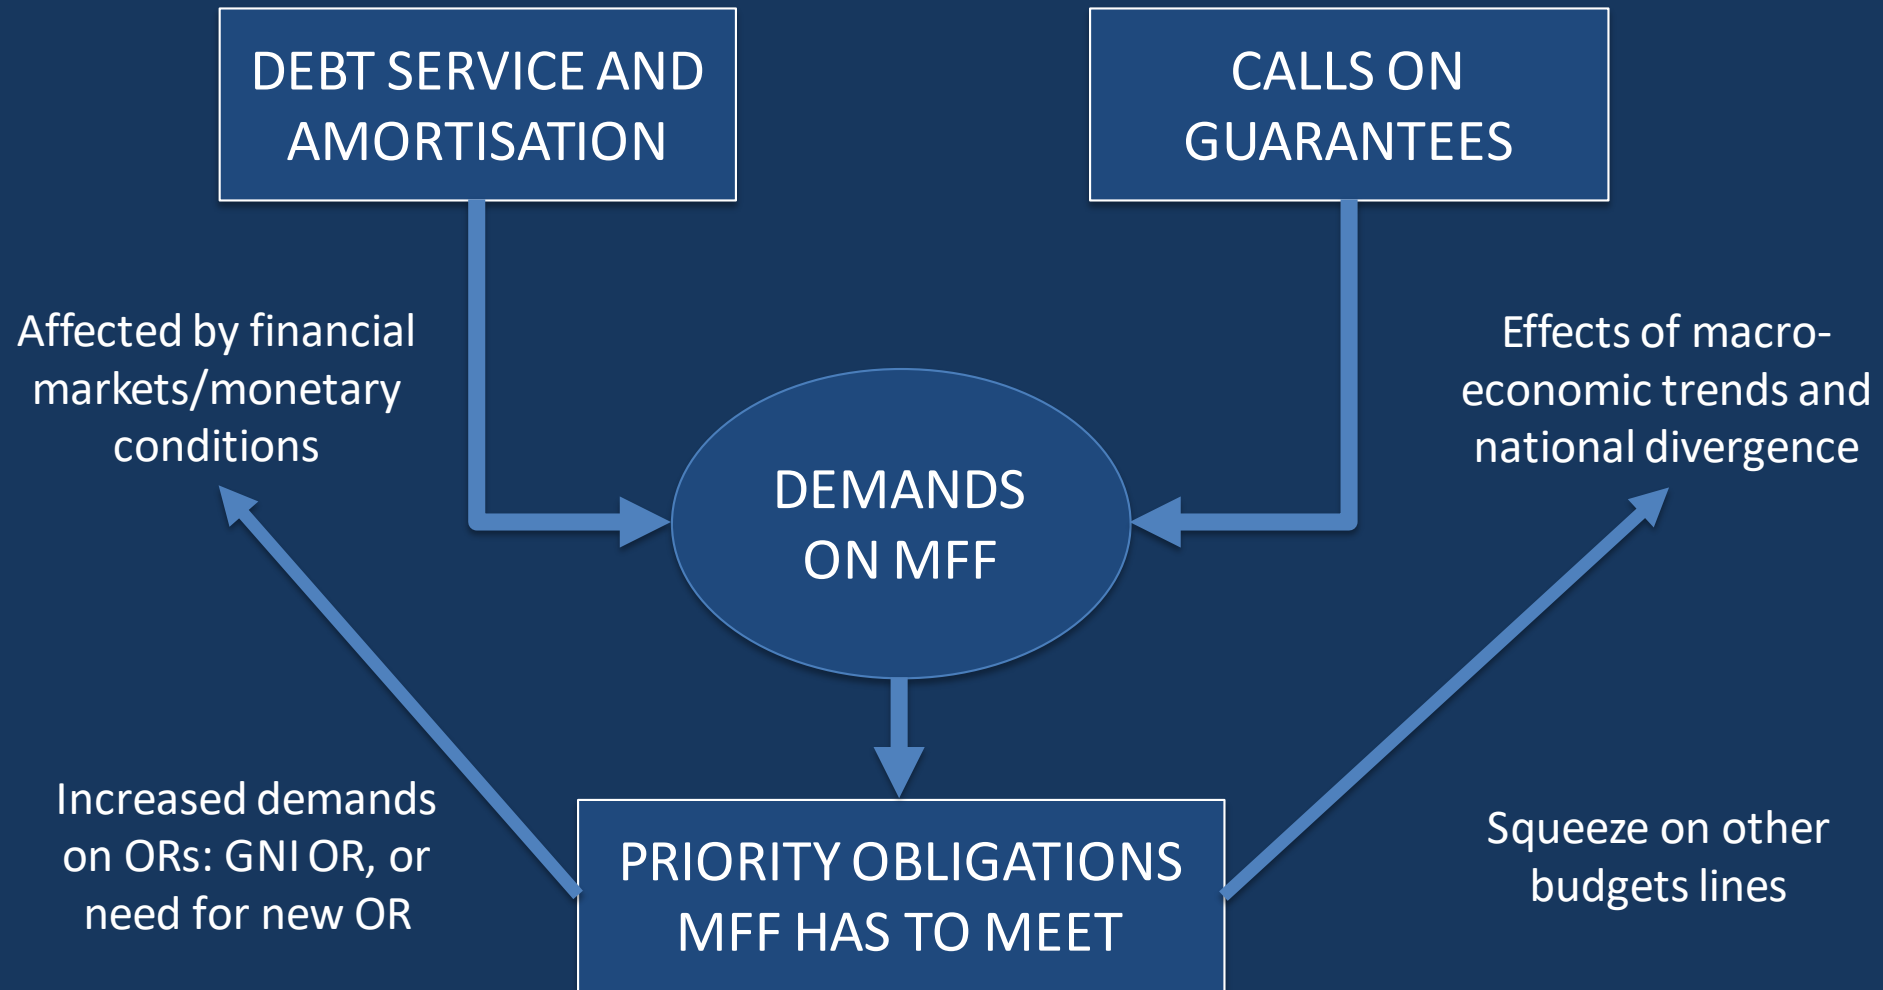 DEBT SERVICE AND
AMORTISATION
CALLS ON
GUARANTEES
Affected by financial
markets/monetary
conditions
Effects of macro-
economic trends and
national divergence
DEMANDS
ON MFF
Increased demands
on ORs: GNI OR, or
need for new OR
PRIORITY OBLIGATIONS
MFF HAS TO MEET
Squeeze on other
budgets lines